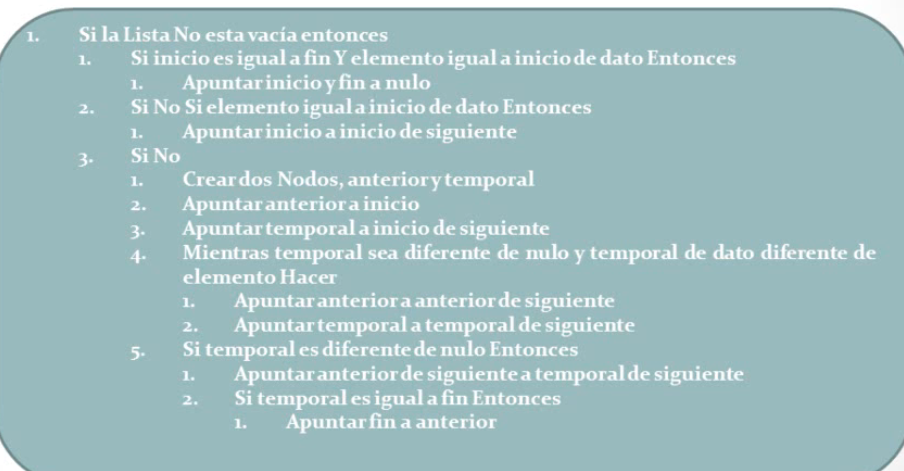 1. Si la Lista No esta vacía entonces
1. Si inicio es igual a fin Y elemento igual a inicio de dato Entonces
1. Apuntar inicio y fin a nulo
2. Si No Si elemento igual a inicio de dato Entonces
1. Apuntar inicio a inicio de siguiente
3. Si No
1. Crear dos Nodos, anterior y temporal
2. Apuntar anterior a inicio
3. Apuntar temporal a inicio de siguiente
4. Mientras temporal sea diferente de nulo y temporal de dato diferente de
elemento Hacer
1. Apuntar anterior a anterior de siguiente
2. Apuntar temporal a temporal de siguiente
5. Si temporal es diferente de nulo Entonces
1. Apuntar anterior de siguiente a temporal de siguiente
2. Si temporal es igual a fin Entonces
1. Apuntar fin a anterior